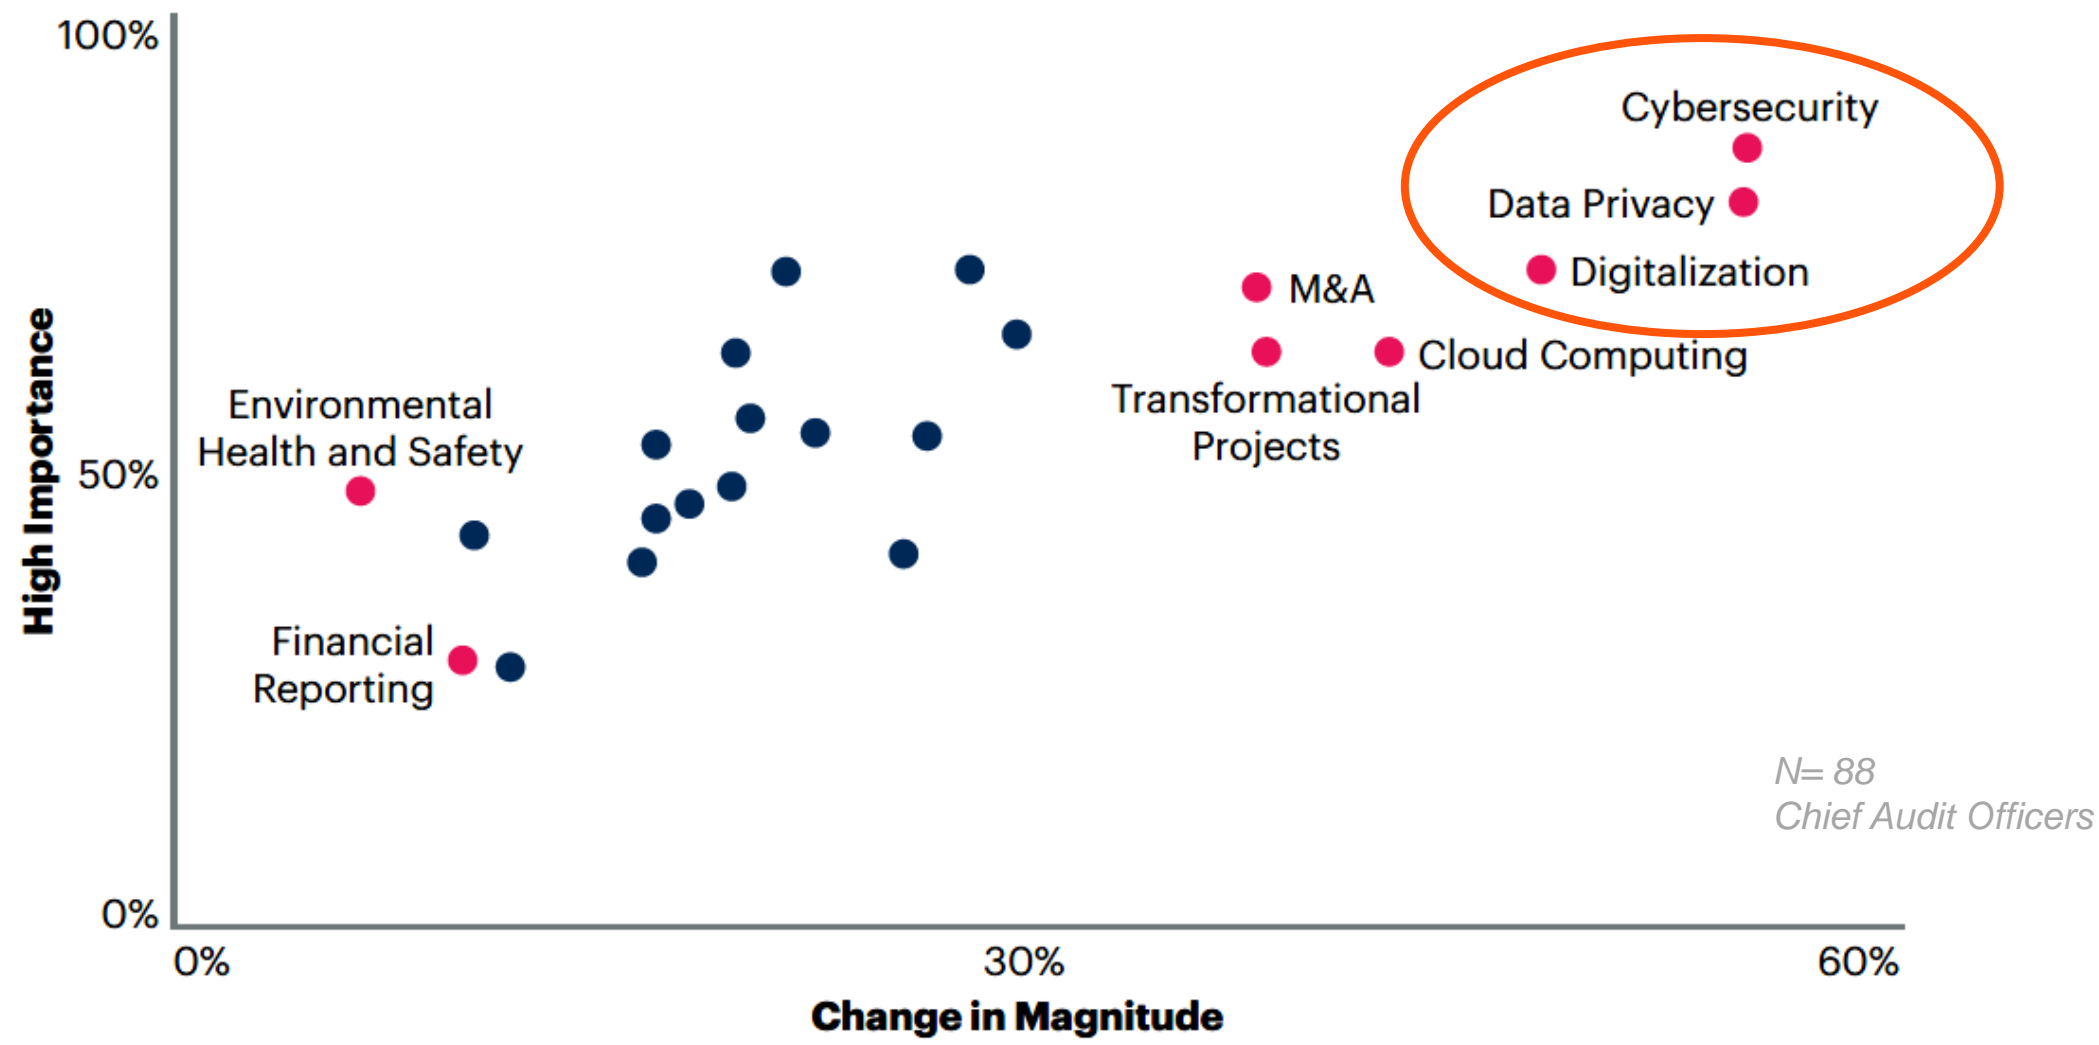 100%
Cybersecurity
Data Privacy
Digitalization
M&A
Cloud Computing
Transformational
Projects
Environmental
Health and Safety
50%
High Importance
Financial
Reporting
N= 88
Chief Audit Officers
0%
0%
30%
60%
Change in Magnitude